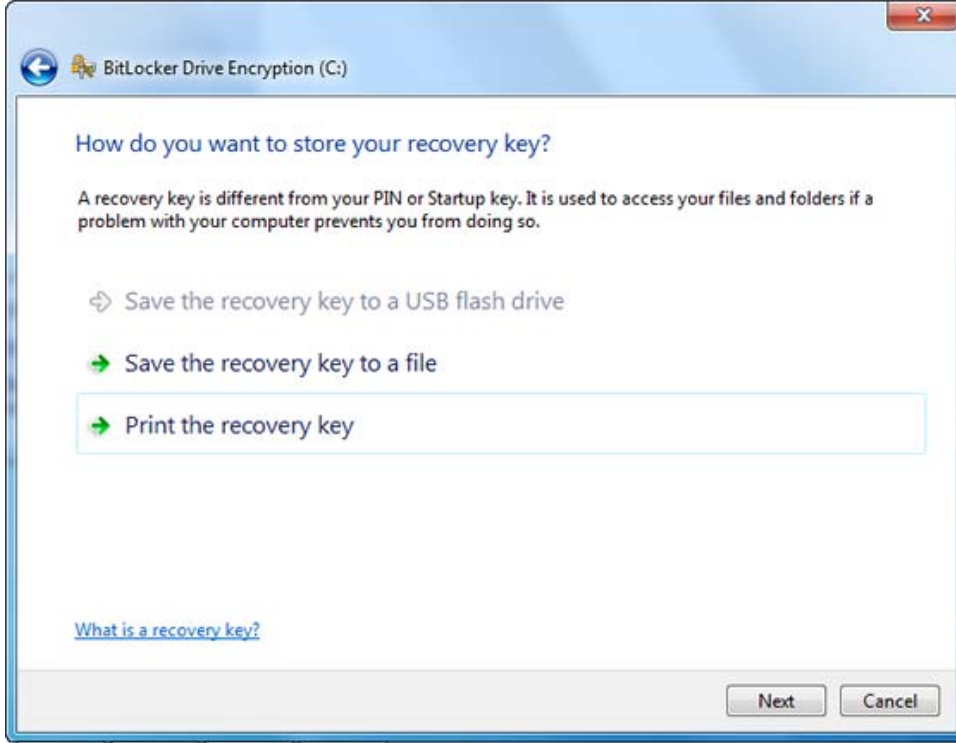 BitLocker Drive Encryption (C:)
How do you want to store your recovery key?
A recovery key is different from your PIN or Startup key. It is used to access your files and folders if a
problem with your computer prevents you from doing so.
Save the recovery key to a USB flash drive
Save the recovery key to a file
Print the recovery key
What is a recovery key?
Next Cancel